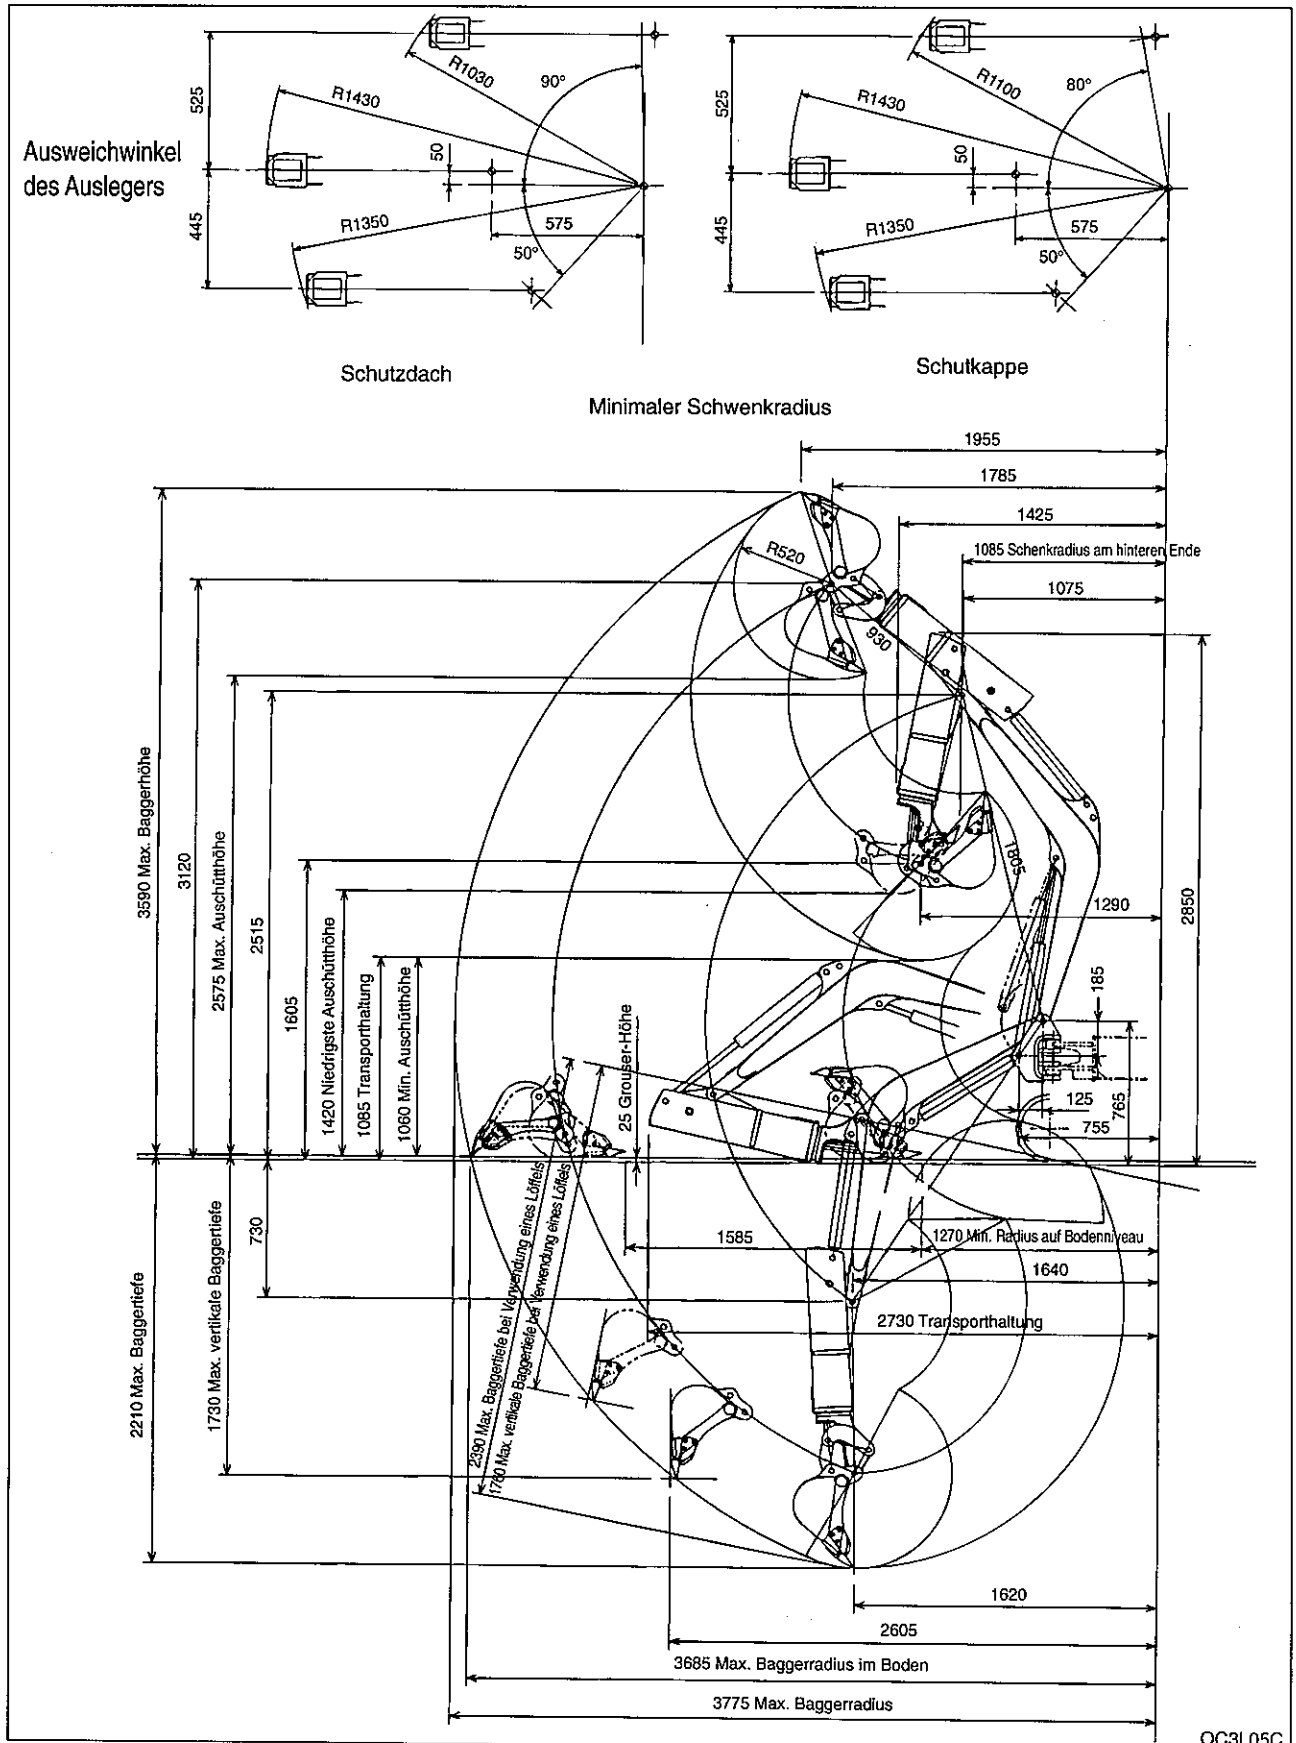 525
R1030
90°
R1430
50
Ausweichwinkel
des Auslegers
445
R1350
575
50°
525
R1100
80°
R1430
50
445
R1350
575
50°
Schutzdach
Schutkappe
Minimaler Schwenkradius
1955
1785
1425
1085 Schenkradius am hinteren Ende
1075
R520
930
3590 Max. Baggerhöhe
3120
2575 Max. Auschütthöhe
2515
1605
1420 Niedrigste Auschütthöhe
1085 Transporthaltung
1060 Min. Auschütthöhe
25 Grouser-Höhe
1805
1290
2850
185
125
765
755
730
1585
1270 Min. Radius auf Bodenniveau
1640
2730 Transporthaltung
2210 Max. Baggertiefe
1730 Max. vertikale Baggertiefe
2390 Max. Baggertiefe bei Verwendung eines Löffels
1760 Max. vertikale Baggertiefe bei Verwendung eines Löffels
1620
2605
3685 Max. Baggerradius im Boden
3775 Max. Baggerradius
OC3L05C